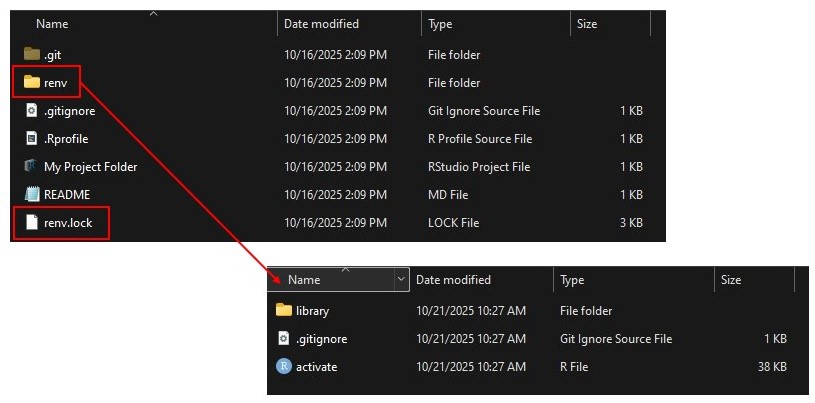 Name Date modified Type Size
.git 10/16/2025 2:09 PM File folder
renv 10/16/2025 2:09 PM File folder
.gitignore 10/16/2025 2:09 PM Git Ignore Source File 1 KB
.Rprofile 10/16/2025 2:09 PM R Profile Source File 1 KB
My Project Folder 10/16/2025 2:09 PM RStudio Project File 1 KB
README 10/16/2025 2:09 PM MD File 1 KB
renv.lock 10/16/2025 2:09 PM LOCK File 3 KB
Name Date modified Type Size
library 10/21/2025 10:27 AM File folder
.gitignore 10/21/2025 10:27 AM Git Ignore Source File 1 KB
R activate 10/21/2025 10:27 AM R File 38 KB